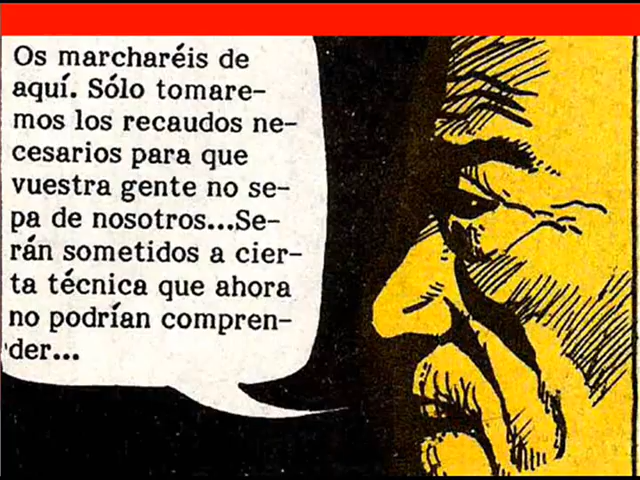 Os marcharéis de
aquí. Sólo tomare-
mos los recaudos ne-
cesarios para que
vuestra gente no se-
pa de nosotros...Se-
rán sometidos a cier-
ta técnica que ahora
no podrían compren-
der...